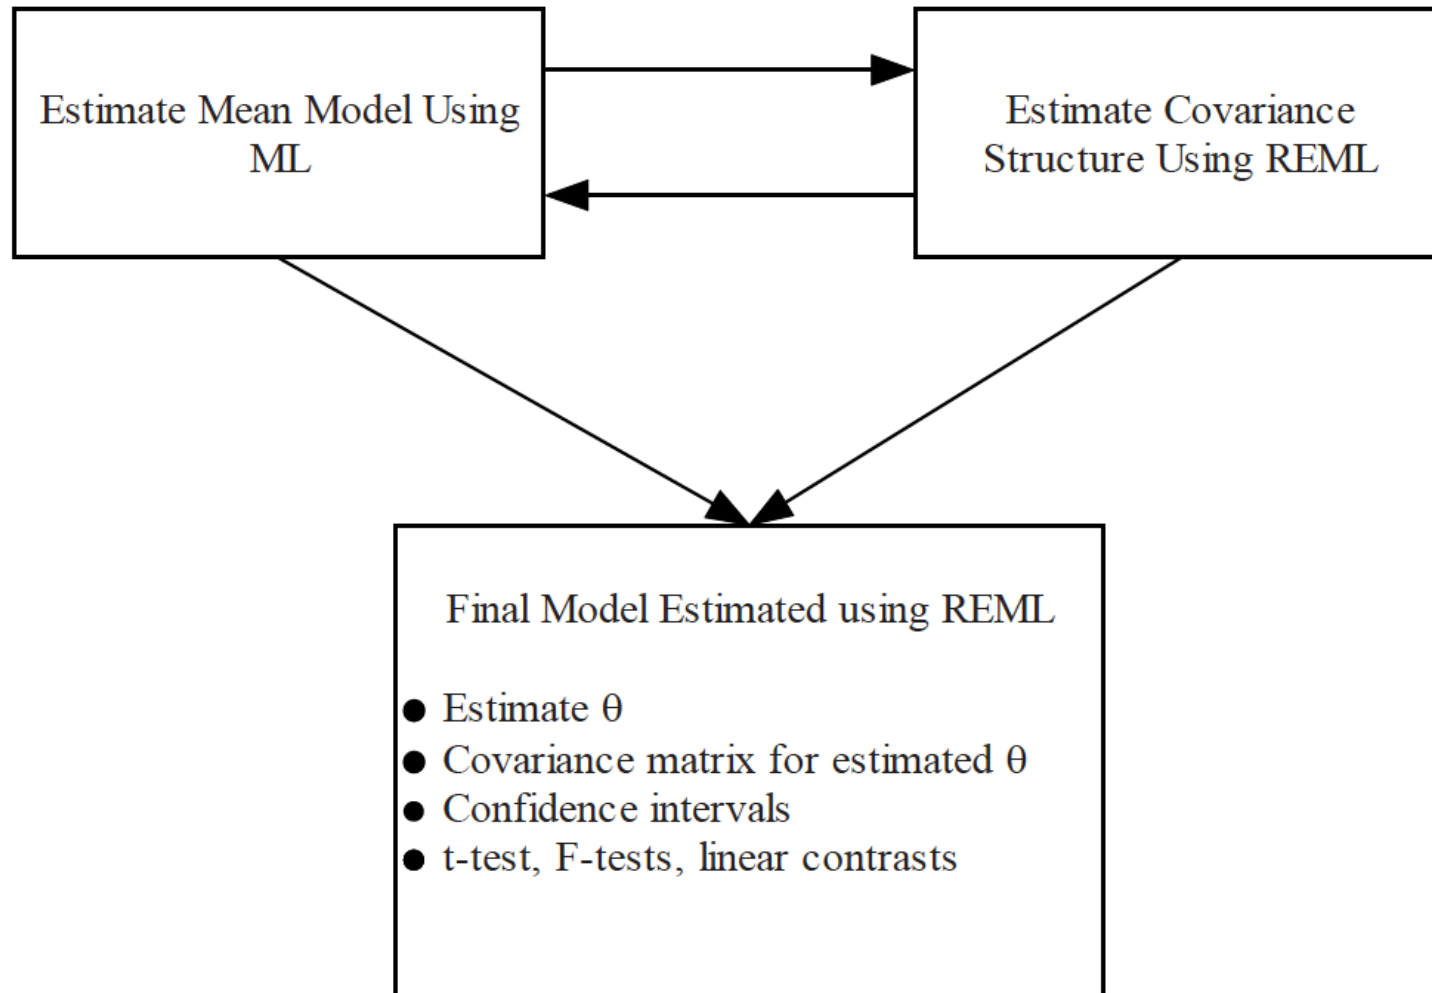 Estimate Mean Model Using
ML
Estimate Covariance
Structure Using REML
Final Model Estimated using REML
● Estimate θ
● Covariance matrix for estimated θ
● Confidence intervals
● t-test, F-tests, linear contrasts